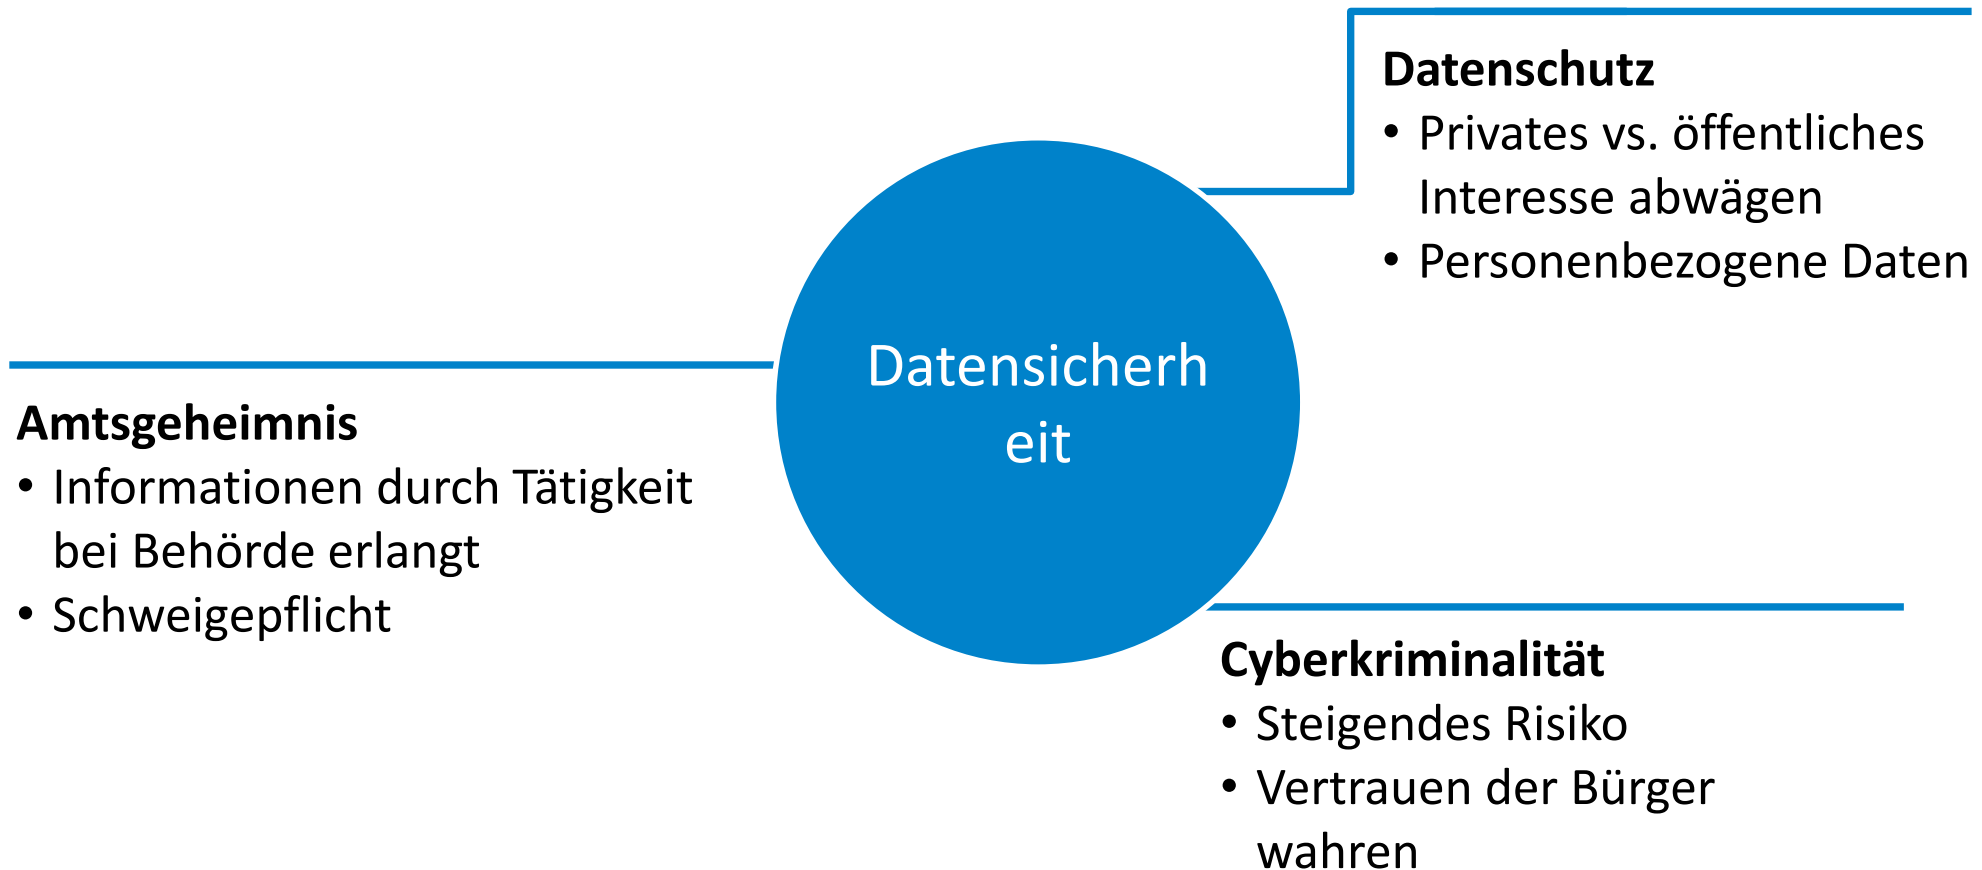 Datenschutz
• Privates vs. öffentliches
Interesse abwägen
• Personenbezogene Daten
Datensicherh
eit
Amtsgeheimnis
• Informationen durch Tätigkeit
bei Behörde erlangt
• Schweigepflicht
Cyberkriminalität
• Steigendes Risiko
• Vertrauen der Bürger
wahren